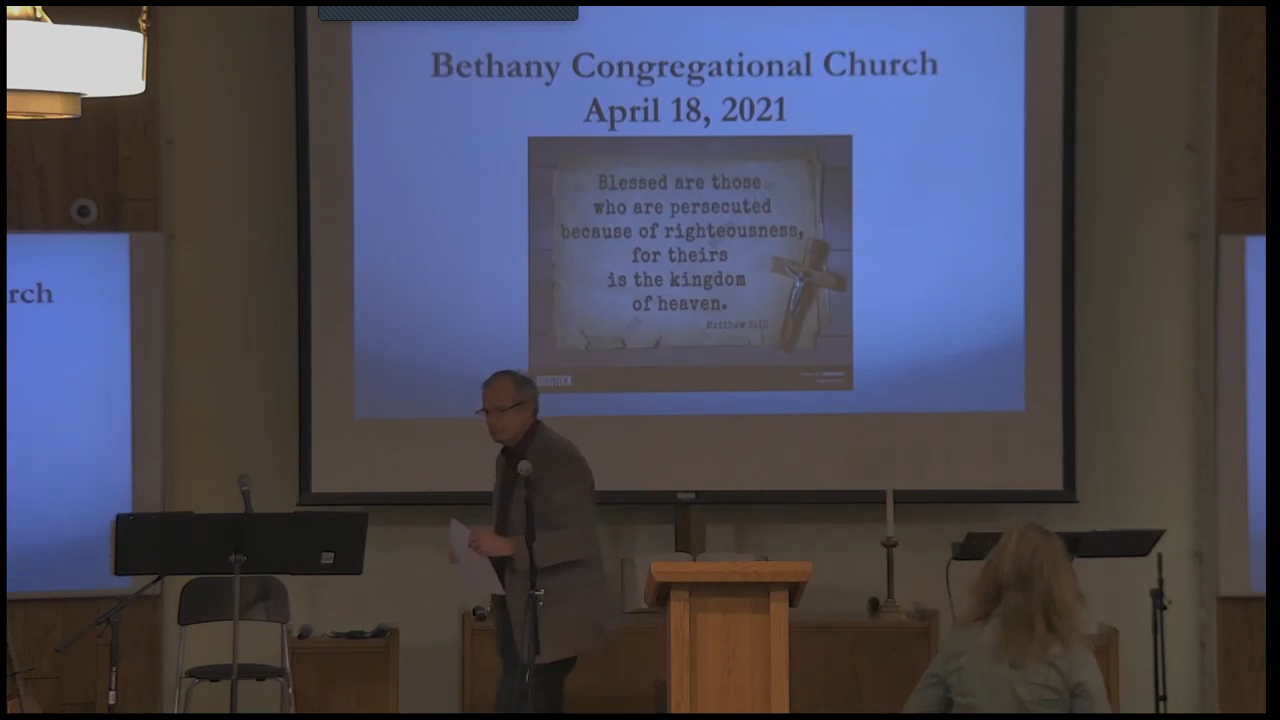 Bethany Congregational Church
April 18, 2021
Blessed are those
who are persecuted
because of righteousness,
for theirs
is the kingdom
of heaven.
Matthew
rch